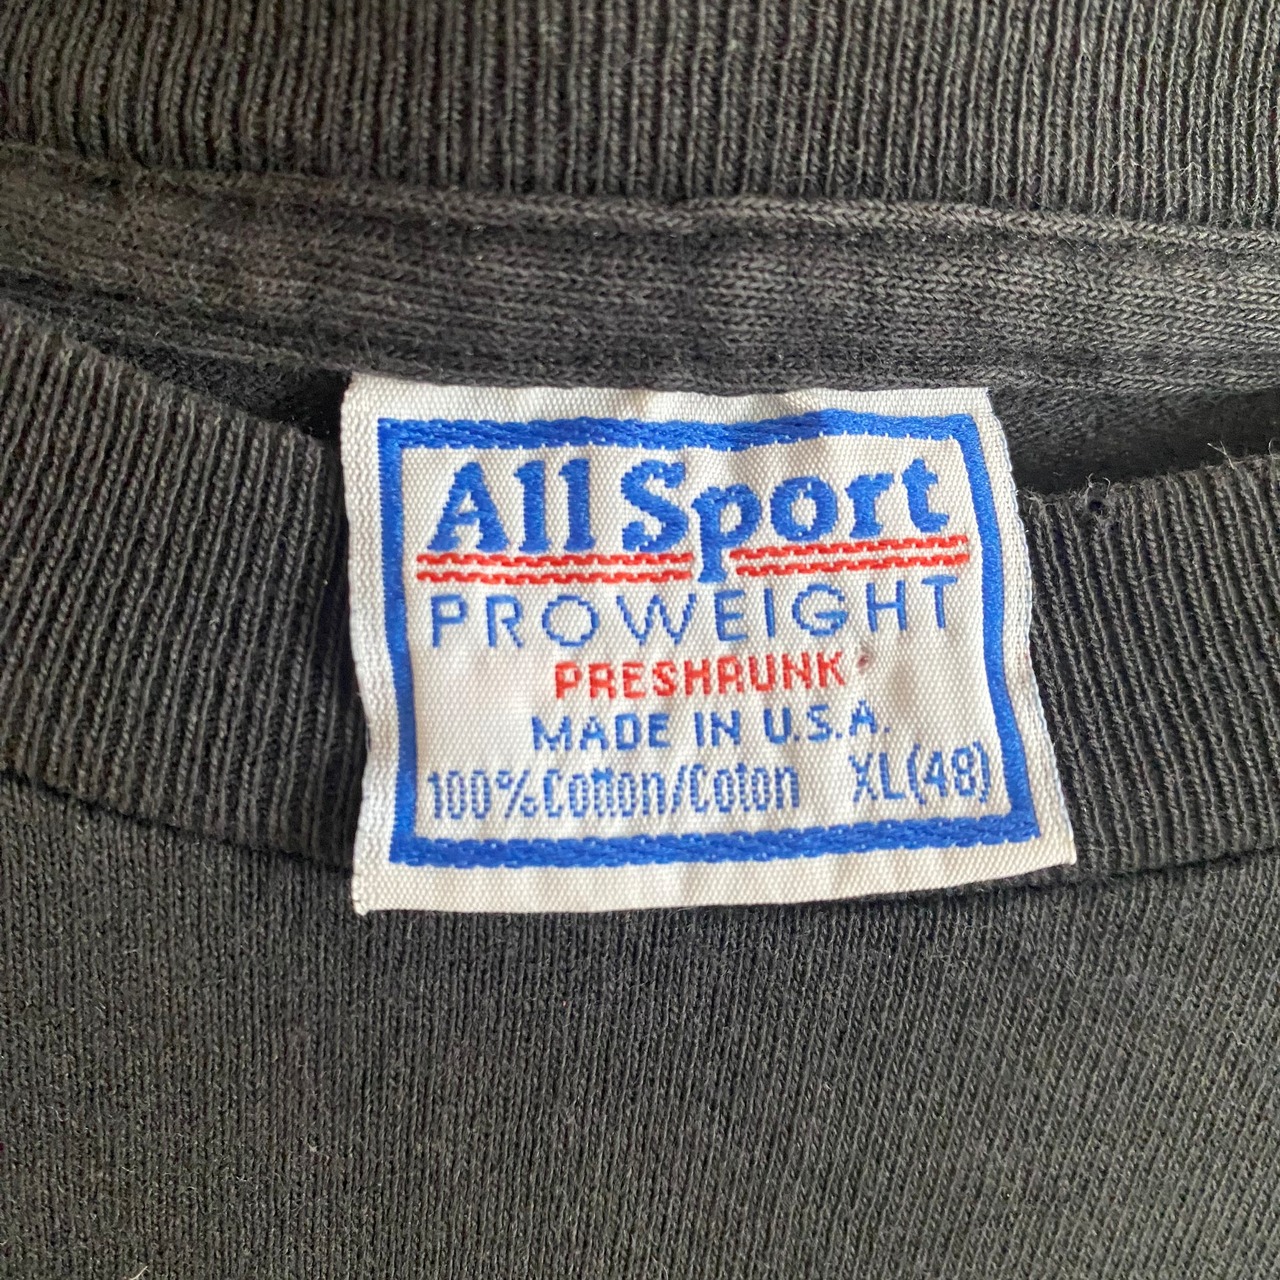 All Sport
PROWEIGHT
PRESHRUNK
MADE IN U.S.A.
100% Cotton/Coton XL(48)